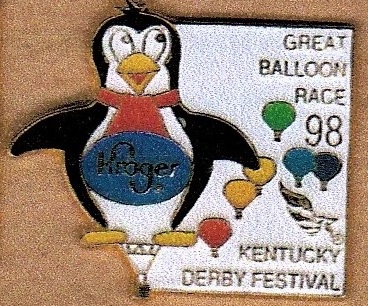 GREAT
BALLOON
RACE
98
Kroger
KENTUCKY
DERBY FESTIVAL
®